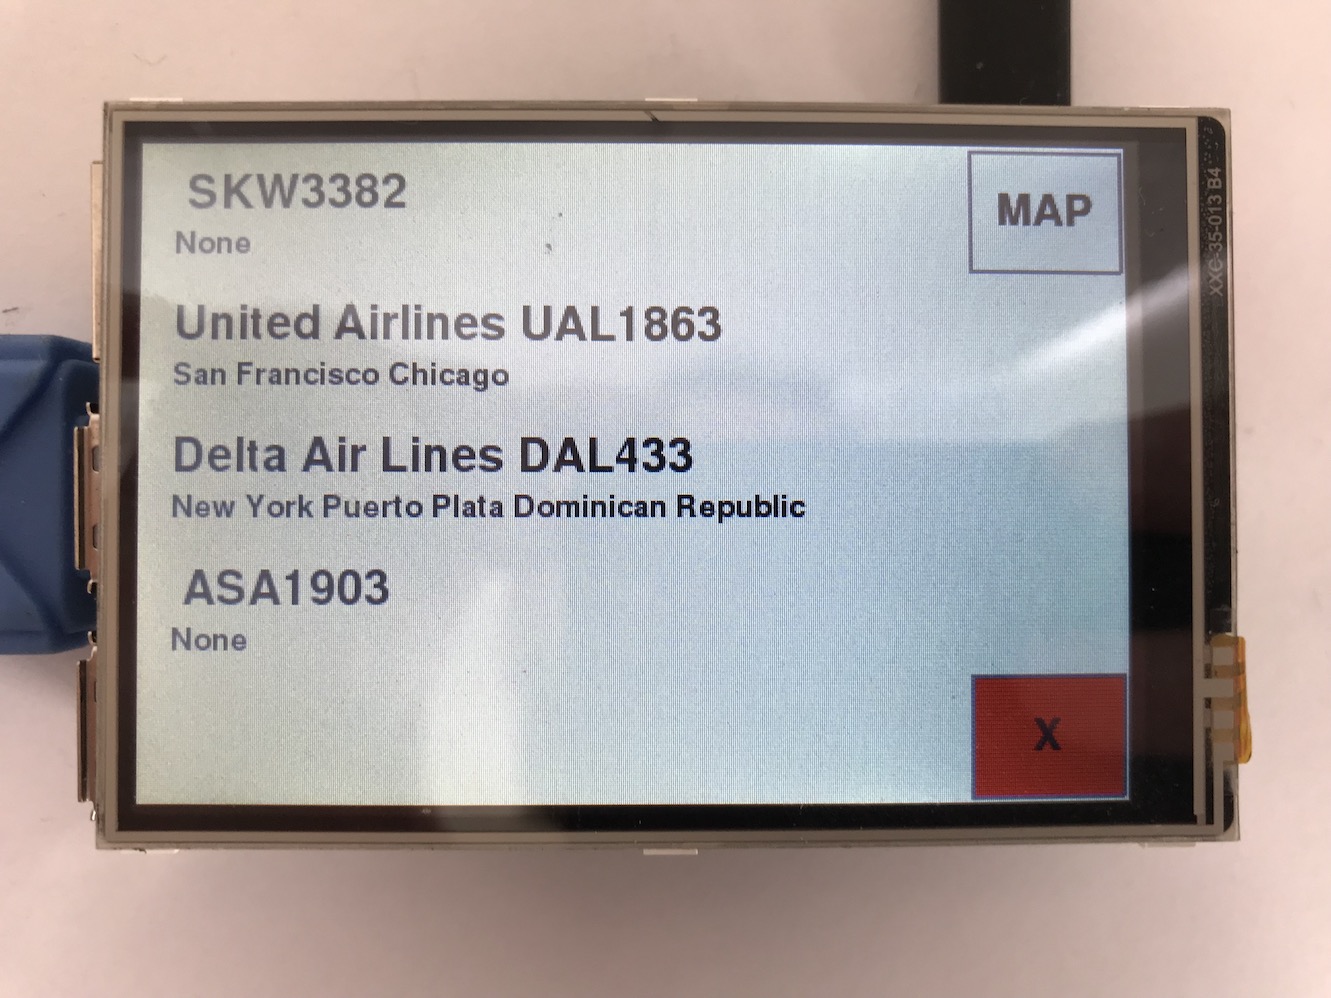 SKW3382
None
MAP
United Airlines UAL1863
San Francisco Chicago
Delta Air Lines DAL433
New York Puerto Plata Dominican Republic
ASA1903
None
X
XXC-35-013 B4